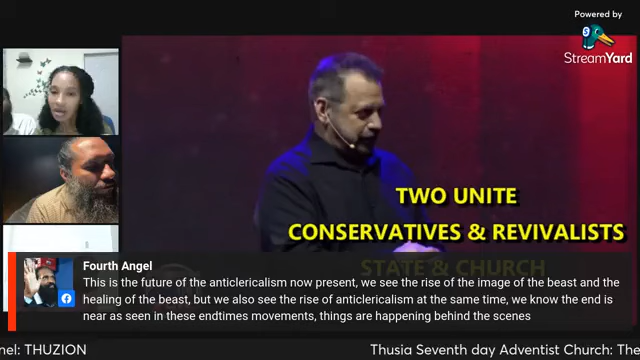 Powered by
StreamYard
TWO UNITE
CONSERVATIVES & REVIVALISTS
STATE & CHURCH
Fourth Angel
This is the future of the anticlericalism now present, we see the rise of the image of the beast and the
healing of the beast, but we also see the rise of anticlericalism at the same time, we know the end is
near as seen in these endtimes movements, things are happening behind the scenes
nel: THUZION
Thusia Seventh day Adventist Church: The